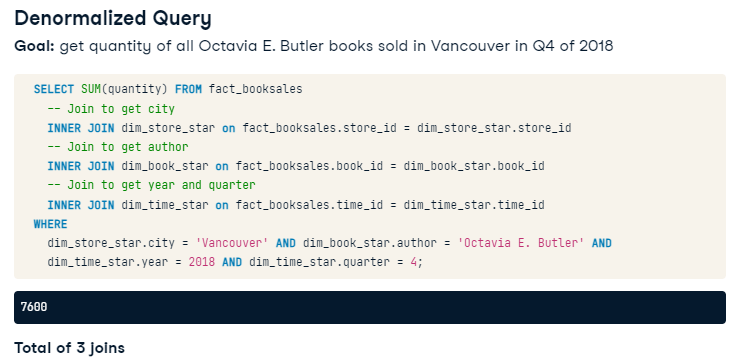 Denormalized Query
Goal: get quantity of all Octavia E. Butler books sold in Vancouver in Q4 of 2018
SELECT SUM(quantity) FROM fact_booksales
-- Join to get city
INNER JOIN dim_store_star on fact_booksales.store_id = dim_store_star.store_id
-- Join to get author
INNER JOIN dim_book_star on fact_booksales.book_id = dim_book_star.book_id
-- Join to get year and quarter
INNER JOIN dim_time_star on fact_booksales.time_id = dim_time_star.time_id
WHERE
dim_store_star.city = 'Vancouver' AND dim_book_star.author = 'Octavia E. Butler' AND
dim_time_star.year = 2018 AND dim_time_star.quarter = 4;
7600
Total of 3 joins